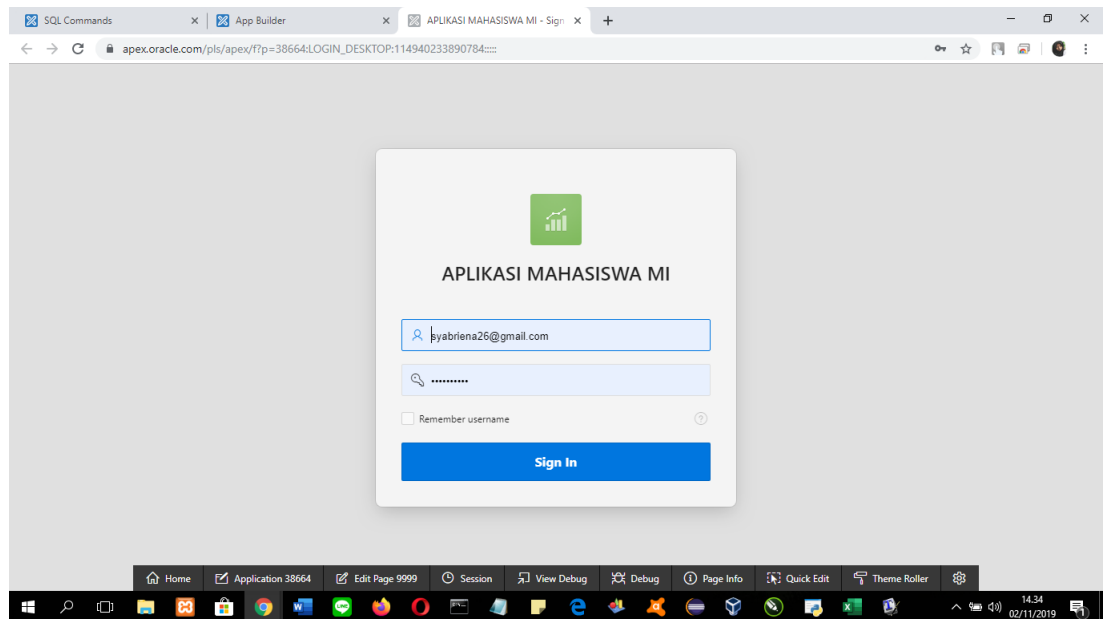 SQL Commands App Builder APLIKASI MAHASISWA MI - Sign
apex.oracle.com/pls/apex/f?p=38664:LOGIN_DESKTOP:114940233890784:::::
APLIKASI MAHASISWA MI
syabriena26@gmail.com
••••••••••
Remember username
Sign In
Home Application 38664 Edit Page 9999 Session View Debug Debug Page Info Quick Edit Theme Roller
14.34
02/11/2019